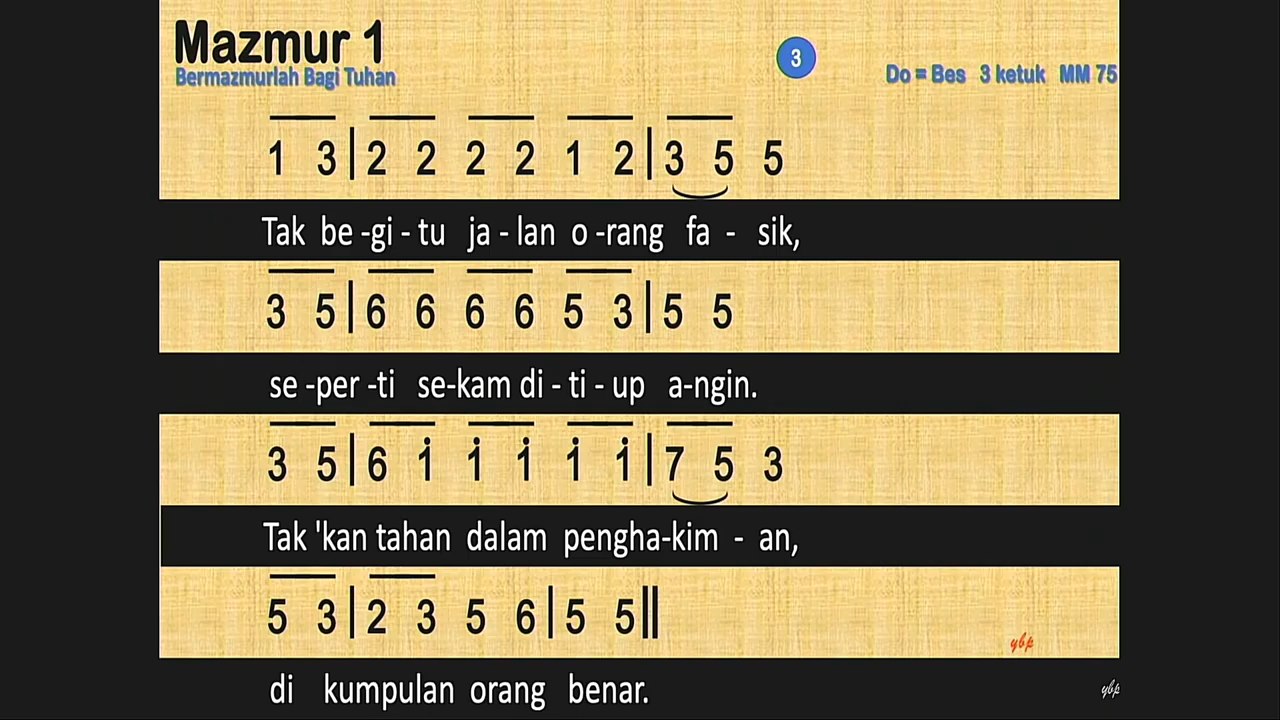 Mazmur 1
Bermazmurlah Bagi Tuhan
3
Do = Bes 3 ketuk MM 75
1 3 | 2 2 2 2 1 2 | 3 5 5
Tak be -gi - tu ja - lan o -rang fa - sik,
3 5 | 6 6 6 6 5 3 | 5 5
se -per -ti se-kam di - ti - up a-ngin.
3 5 | 6 i i i i i | 7 5 3
Tak 'kan tahan dalam pengha-kim - an,
5 3 | 2 3 5 6 | 5 5 ||
ybp
di kumpulan orang benar.
ybp